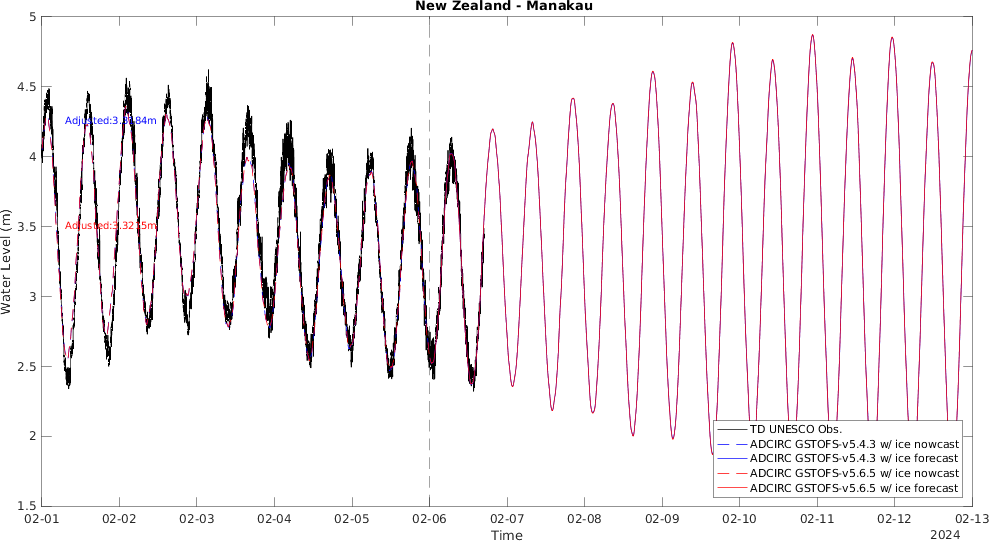 New Zealand - Manakau
5
4.5
4
3.5
3
2.5
2
1.5
Water Level (m)
Adjusted:3.3275m
TD UNESCO Obs.
ADCIRC GSTOFS-v5.4.3 w/ ice nowcast
ADCIRC GSTOFS-v5.4.3 w/ ice forecast
ADCIRC GSTOFS-v5.6.5 w/ ice nowcast
ADCIRC GSTOFS-v5.6.5 w/ ice forecast
02-01 02-02 02-03 02-04 02-05 02-06 02-07 02-08 02-09 02-10 02-11 02-12 02-13
Time
2024